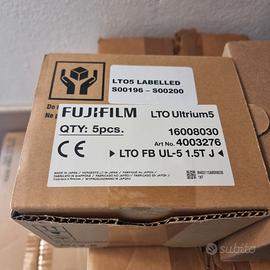 LTO5 LABELLED
S00196 - S00200
FUJIFILM
LTO Ultrium5
QTY: 5pcs.
16008030
Art No. 4003276
CE
► LTO FB UL-5 1.5T J ◄
MADE IN JAPAN
subito